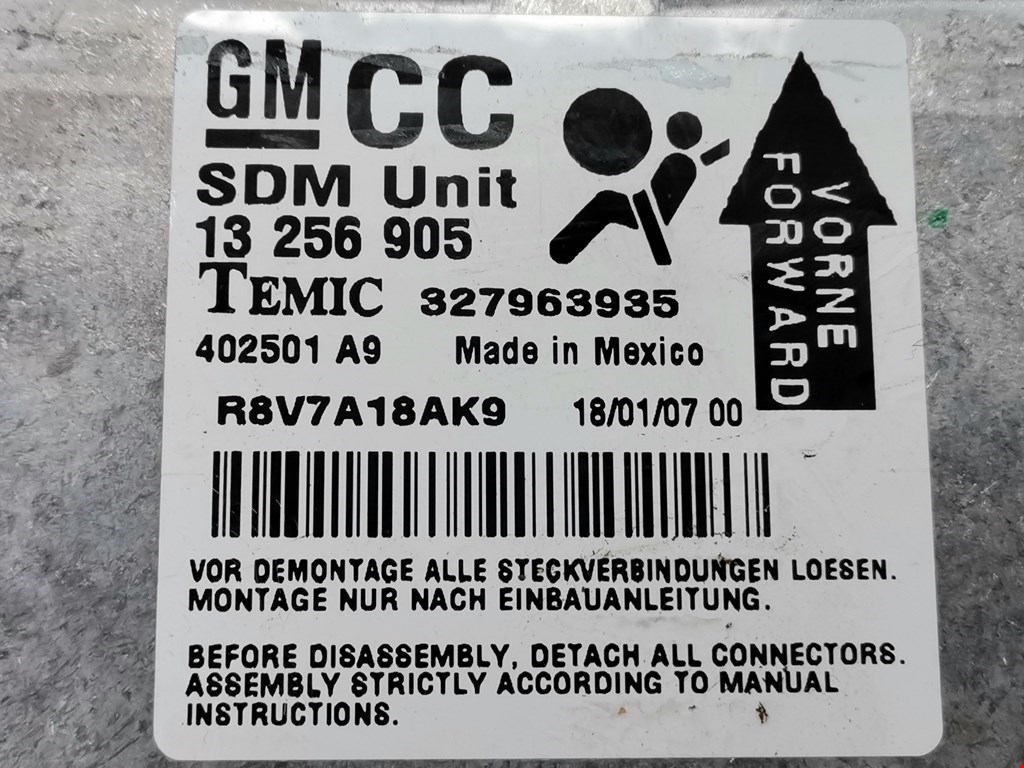 GM CC
SDM Unit
13 256 905
TEMIC 327963935
402501 A9 Made in Mexico
R8V7A18AK9 18/01/07 00
VORNE
FORWARD
VOR DEMONTAGE ALLE STECKVERBINDUNGEN LOESEN.
MONTAGE NUR NACH EINBAUANLEITUNG.
BEFORE DISASSEMBLY, DETACH ALL CONNECTORS.
ASSEMBLY STRICTLY ACCORDING TO MANUAL
INSTRUCTIONS.